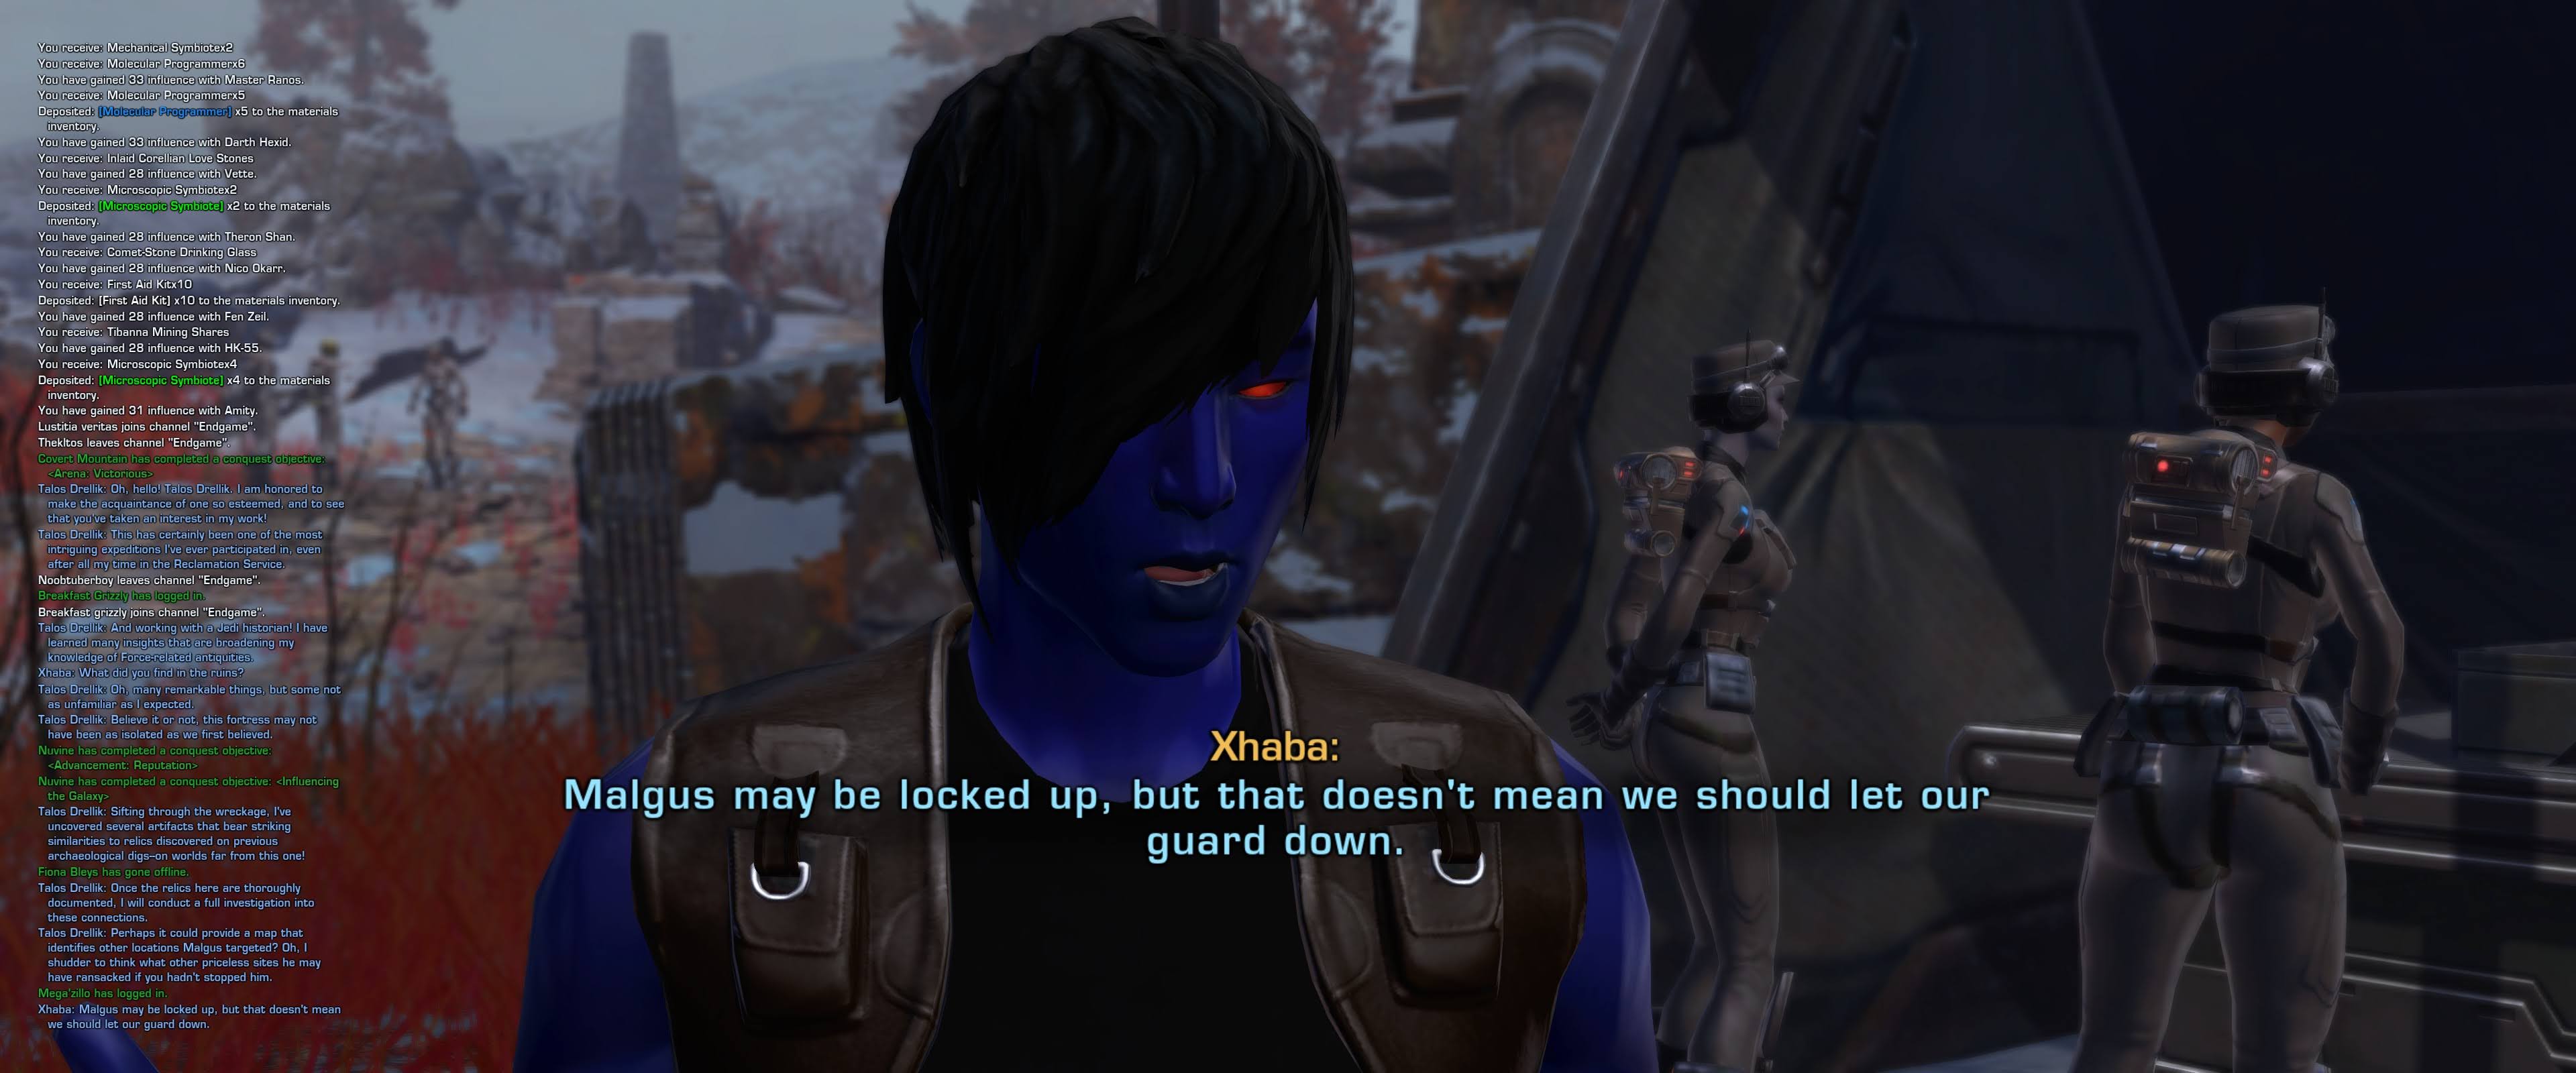 You receive: Mechanical Symbiotex2
You receive: Molecular Programmerx6
You have gained 33 influence with Master Ranos.
You receive: Molecular Programmerx5
Deposited: [Molecular Programmer] x5 to the materials
inventory.
You have gained 33 influence with Darth Hexid.
You receive: Inlaid Corellian Love Stones
You have gained 28 influence with Vette.
You receive: Microscopic Symbiotex2
Deposited: [Microscopic Symbiote] x2 to the materials
inventory.
You have gained 28 influence with Theron Shan.
You receive: Comet-Stone Drinking Glass
You have gained 28 influence with Nico Okarr.
You receive: First Aid Kitx10
Deposited: [First Aid Kit] x10 to the materials inventory.
You have gained 28 influence with Fen Zeil.
You receive: Tibanna Mining Shares
You have gained 28 influence with HK-55.
You receive: Microscopic Symbiotex4
Deposited: [Microscopic Symbiote] x4 to the materials
inventory.
You have gained 31 influence with Amity.
Lustitia veritas joins channel "Endgame".
Thekltos leaves channel "Endgame".
Covert Mountain has completed a conquest objective:
<Arena: Victorious>
Talos Drellik: Oh, hello! Talos Drellik. I am honored to
make the acquaintance of one so esteemed, and to see
that you've taken an interest in my work!
Talos Drellik: This has certainly been one of the most
intriguing expeditions I've ever participated in, even
after all my time in the Reclamation Service.
Noobtuberboy leaves channel "Endgame".
Breakfast Grizzly has logged in.
Breakfast grizzly joins channel "Endgame".
Talos Drellik: And working with a Jedi historian! I have
learned many insights that are broadening my
knowledge of Force-related antiquities.
Xhaba: What did you find in the ruins?
Talos Drellik: Oh, many remarkable things, but some not
as unfamiliar as I expected.
Talos Drellik: Believe it or not, this fortress may not
have been as isolated as we first believed.
Nuvine has completed a conquest objective:
<Advancement: Reputation>
Nuvine has completed a conquest objective: <Influencing
the Galaxy>
Talos Drellik: Sifting through the wreckage, I've
uncovered several artifacts that bear striking
similarities to relics discovered on previous
archaeological digs–on worlds far from this one!
Fiona Bleys has gone offline.
Talos Drellik: Once the relics here are thoroughly
documented, I will conduct a full investigation into
these connections.
Talos Drellik: Perhaps it could provide a map that
identifies other locations Malgus targeted? Oh, I
shudder to think what other priceless sites he may
have ransacked if you hadn't stopped him.
Mega'zillo has logged in.
Xhaba: Malgus may be locked up, but that doesn't mean
we should let our guard down.
Xhaba:
Malgus may be locked up, but that doesn't mean we should let our
guard down.